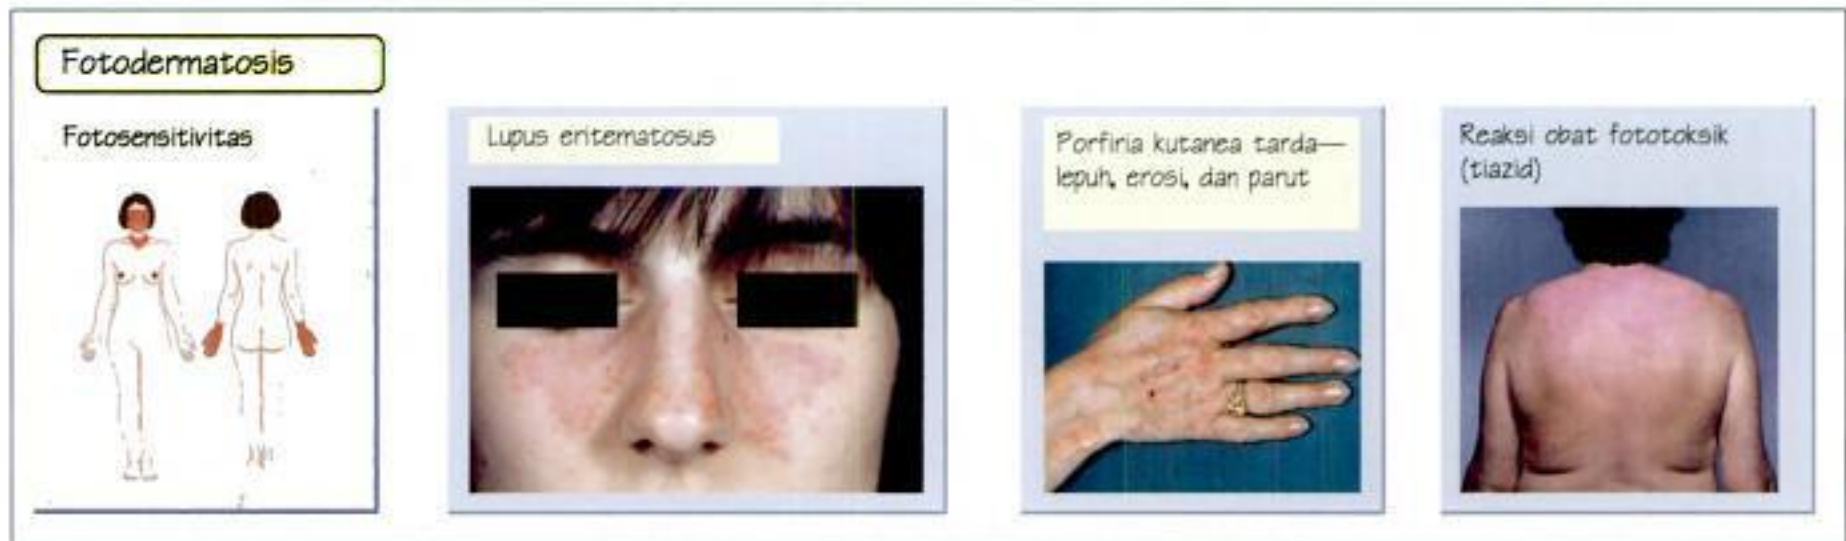 Fotodermatosis
Fotosensitivitas
Lupus eritematosus
Porfiria kutanea tarda—
lepuh, erosi, dan parut
Reaksi obat fototoksik
(tiazid)